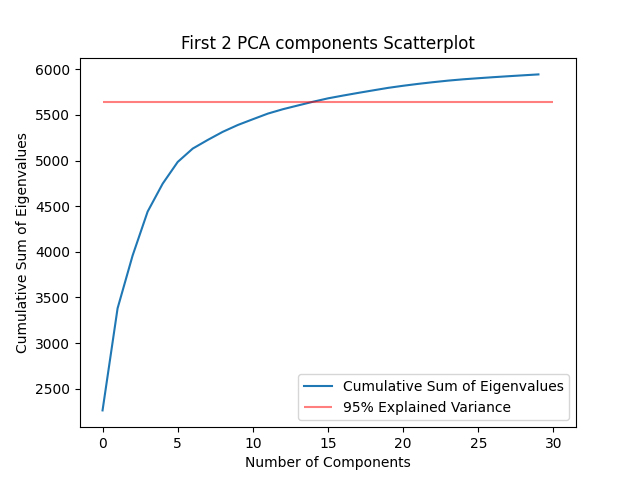 First 2 PCA components Scatterplot
Cumulative Sum of Eigenvalues
6000
5500
5000
4500
4000
3500
3000
2500
Cumulative Sum of Eigenvalues
95% Explained Variance
0 5 10 15 20 25 30
Number of Components